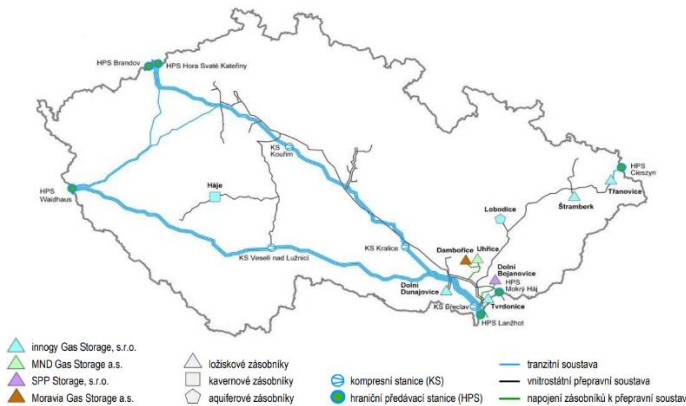 HPS Brandov
HPS Hora Svaté Kateřiny
KS
Kouřim
HPS
Cieszyn
Třanovice
HPS
Waidhaus
Háje
Štramberk
Lobodice
KS Veselí nad Lužnicí
KS Kralice
Dambořice
Uhřice
Dolní
Bojanovice
HPS
Mokrý Háj
Dolní
Dunajovice
Tvrdonice
KS Břeclav
HPS Lanžhot
innogy Gas Storage, s.r.o.
MND Gas Storage a.s.
SPP Storage, s.r.o.
Moravia Gas Storage a.s.
ložiskové zásobníky
kavernové zásobníky
aquiferové zásobníky
kompresní stanice (KS)
hraniční předávací stanice (HPS)
tranzitní soustava
vnitrostátní přepravní soustava
napojení zásobníků k přepravní soustav